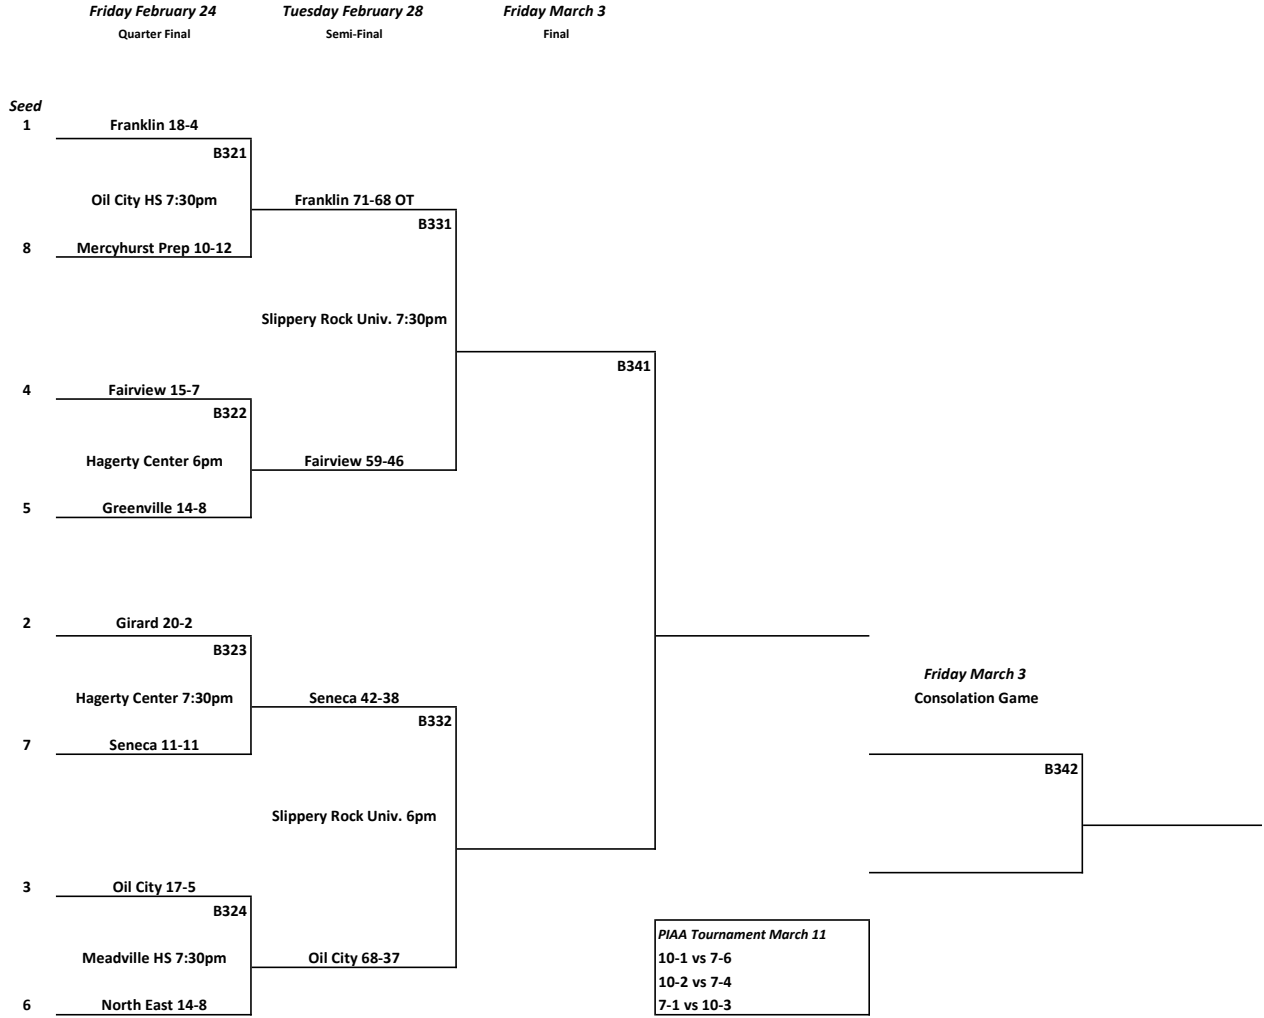 Friday February 24
Tuesday February 28
Friday March 3
Quarter Final
Semi-Final
Final
Seed
1
Franklin 18-4
B321
Oil City HS 7:30pm
Franklin 71-68 OT
B331
8
Mercyhurst Prep 10-12
Slippery Rock Univ. 7:30pm
B341
4
Fairview 15-7
B322
Hagerty Center 6pm
Fairview 59-46
5
Greenville 14-8
2
Girard 20-2
B323
Friday March 3
Hagerty Center 7:30pm
Seneca 42-38
Consolation Game
B332
7
Seneca 11-11
B342
Slippery Rock Univ. 6pm
3
Oil City 17-5
B324
PIAA Tournament March 11
Meadville HS 7:30pm
Oil City 68-37
10-1 vs 7-6
10-2 vs 7-4
6
North East 14-8
7-1 vs 10-3